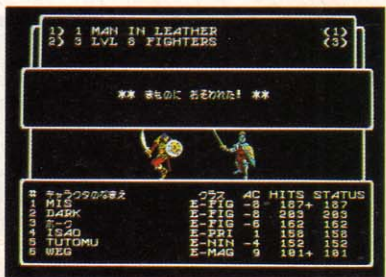 1) 1 MAN IN LEATHER (1)
2) 3 LVL 8 FIGHTERS (3)
** まものに おそわれた! **
# キャラクタのなまえ クラス AC HITS STATUS
1 MIS E-FIG -8 187+ 187
2 DARK E-FIG -8 203 203
3 ホーク E-FIG -6 162 162
4 ISAO E-PRI -8 158 158
5 TUTOMU E-NIN -4 152 152
6 WEG E-MAG 9 101+ 101